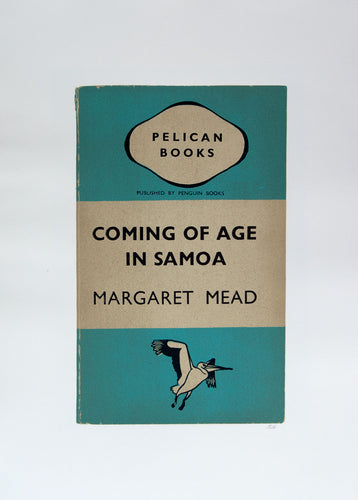 PELICAN
BOOKS
PUBLISHED BY PENGUIN BOOKS
COMING OF AGE
IN SAMOA
MARGARET MEAD